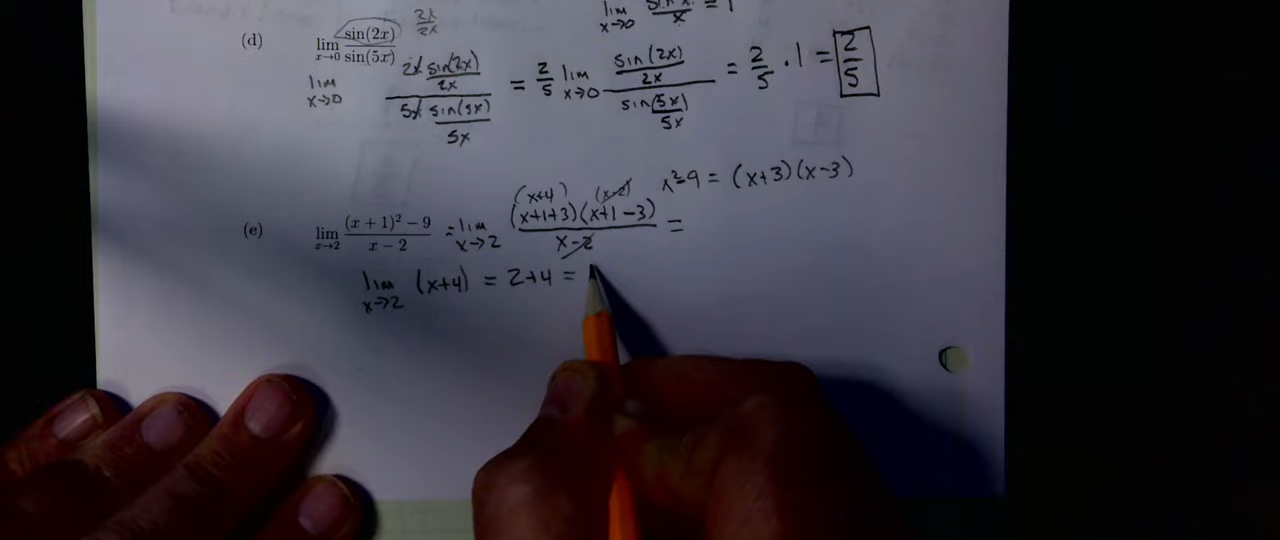 lim x→0 sin x / x = 1
2x/2x
(d) lim x→0 sin(2x)/sin(5x)
lim x→0 (2x sin(2x)/2x)/(5x sin(5x)/5x) = 2/5 lim x→0 (sin(2x)/2x)/(sin(5x)/5x) = 2/5 · 1 = 2/5
x²-9 = (x+3)(x-3)
(x+4) (x-2)
(e) lim x→2 ((x + 1)² − 9)/(x − 2) = lim x→2 (x+1+3)(x+1-3)/(x-2) =
lim x→2 (x+4) = 2+4 =